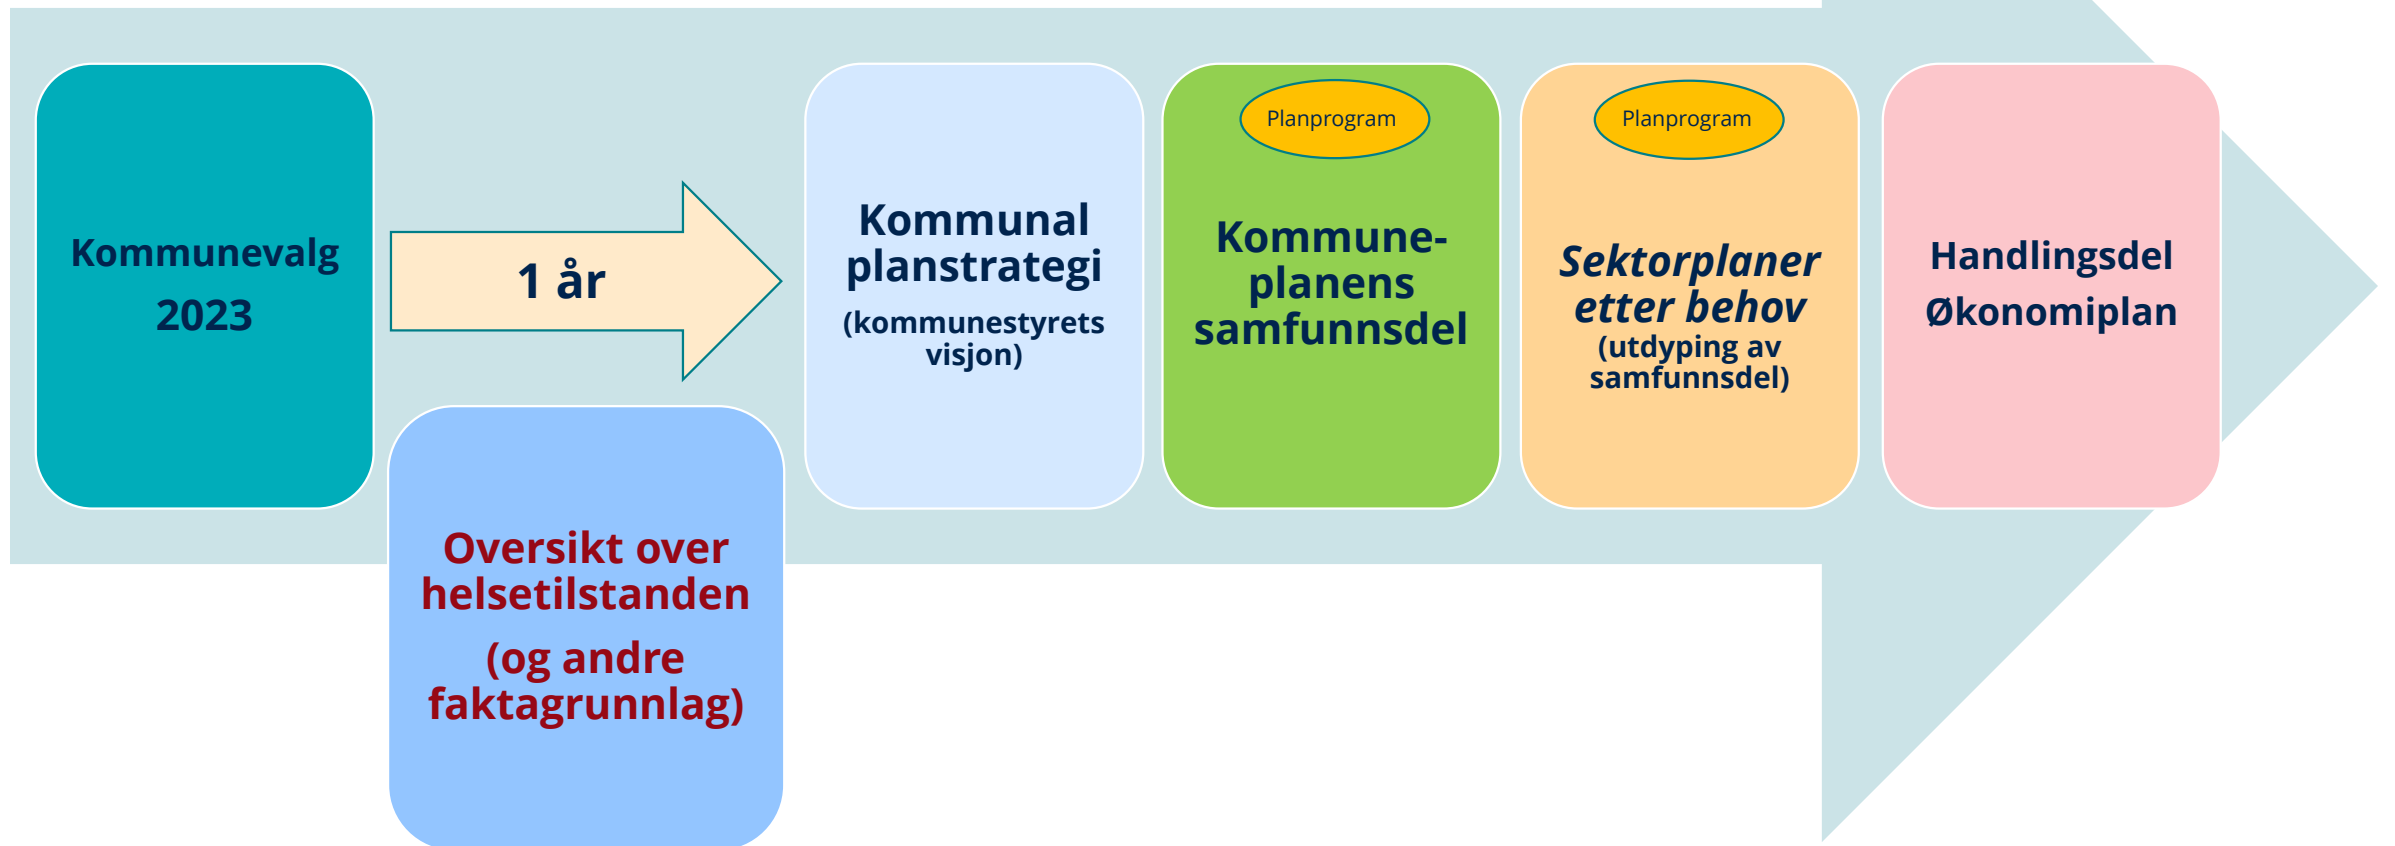 Kommunevalg
2023
1 år
Oversikt over
helsetilstanden
(og andre
faktagrunnlag)
Kommunal
planstrategi
(kommunestyrets
visjon)
Planprogram
Kommune-
planens
samfunnsdel
Planprogram
Sektorplaner
etter behov
(utdyping av
samfunnsdel)
Handlingsdel
Økonomiplan